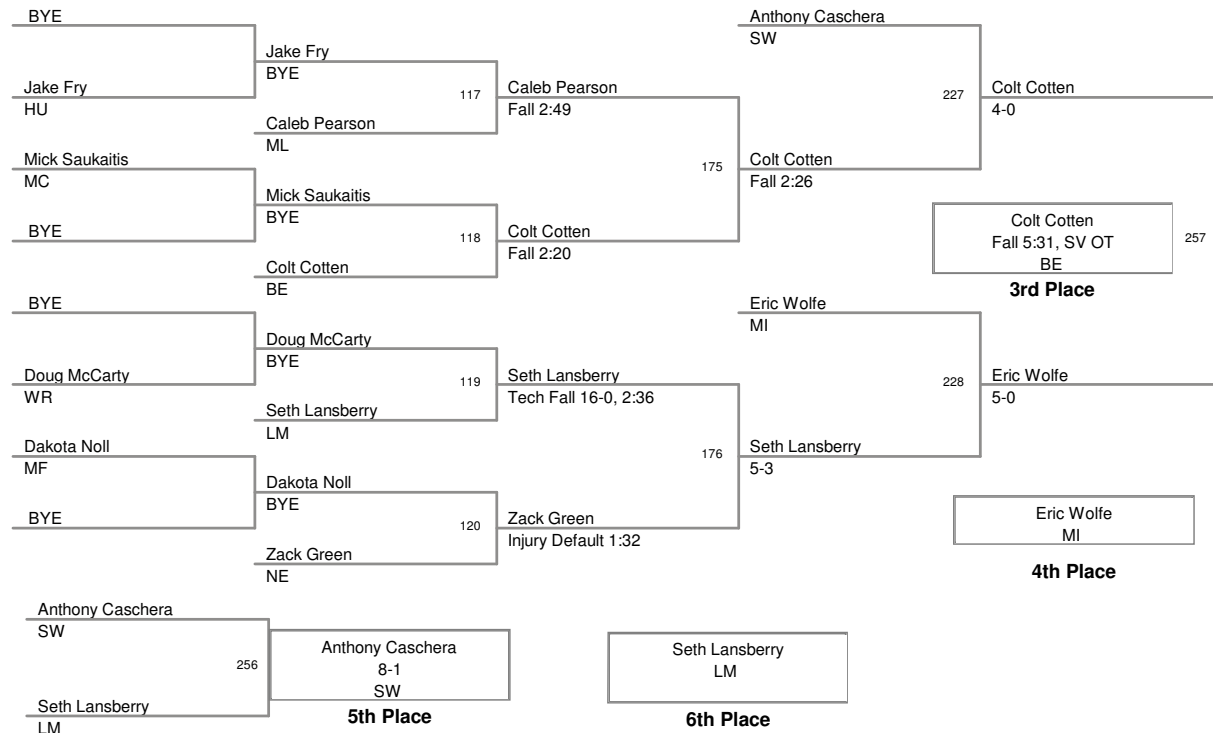 BYE
Jake Fry
HU
Mick Saukaitis
MC
BYE
BYE
Doug McCarty
WR
Dakota Noll
MF
BYE
Jake Fry
BYE
117
Caleb Pearson
ML
Mick Saukaitis
BYE
118
Colt Cotten
BE
Doug McCarty
BYE
119
Seth Lansberry
LM
Dakota Noll
BYE
120
Zack Green
NE
Caleb Pearson
Fall 2:49
175
Colt Cotten
Fall 2:20
Seth Lansberry
Tech Fall 16-0, 2:36
176
Zack Green
Injury Default 1:32
Anthony Caschera
SW
227
Colt Cotten
Fall 2:26
Eric Wolfe
MI
228
Seth Lansberry
5-3
Colt Cotten
4-0
Colt Cotten
Fall 5:31, SV OT
BE
257
3rd Place
Eric Wolfe
5-0
Eric Wolfe
MI
4th Place
Anthony Caschera
SW
256
Seth Lansberry
LM
Anthony Caschera
8-1
SW
5th Place
Seth Lansberry
LM
6th Place